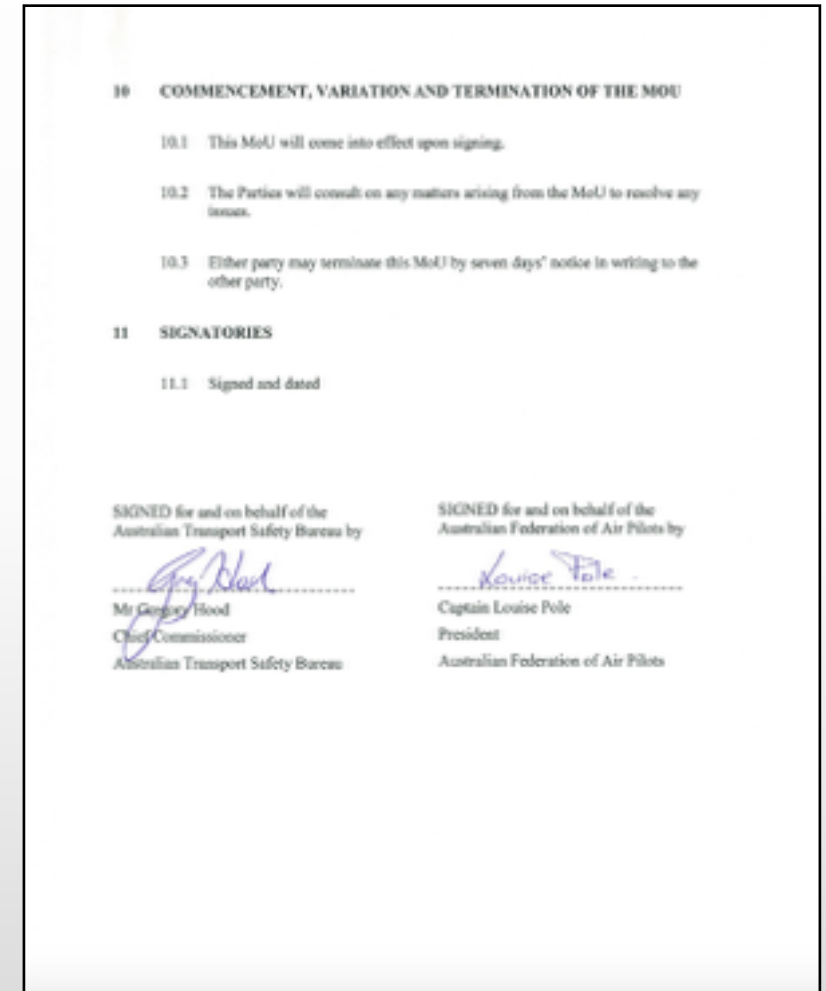 10 COMMENCEMENT, VARIATION AND TERMINATION OF THE MOU
10.1 This MoU will come into effect upon signing.
10.2 The Parties will consult on any matters arising from the MoU to resolve any
issues.
10.3 Either party may terminate this MoU by seven days' notice in writing to the
other party.
11 SIGNATORIES
11.1 Signed and dated
SIGNED for and on behalf of the
Australian Transport Safety Bureau by
Greg Hood
Mr Gregory Hood
Chief Commissioner
Australian Transport Safety Bureau
SIGNED for and on behalf of the
Australian Federation of Air Pilots by
Louise Pole
Captain Louise Pole
President
Australian Federation of Air Pilots